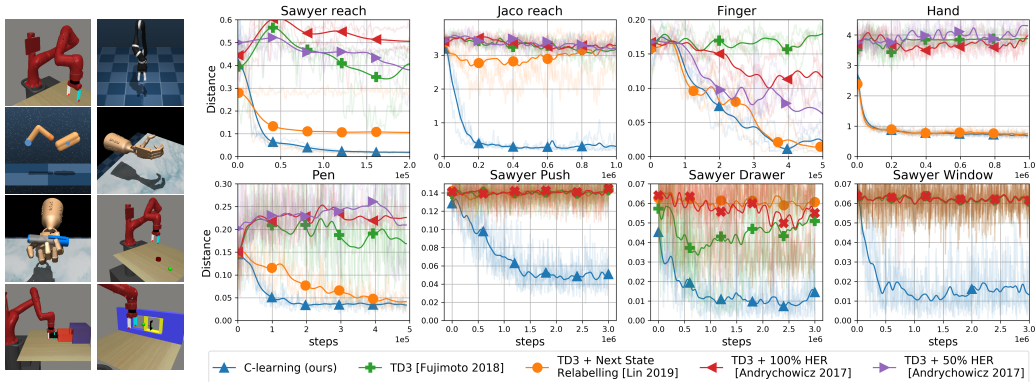 Sawyer reach
Jaco reach
Finger
Hand
Distance
0.6
0.5
0.4
0.3
0.2
0.1
0.0
0.0 0.5 1.0 1.5 2.0
1e5
4
3
2
1
0
0.0 0.2 0.4 0.6 0.8 1.0
1e6
0.20
0.15
0.10
0.05
0.00
0 1 2 3 4 5
1e5
4
3
2
1
0
0.0 0.2 0.4 0.6 0.8 1.0
1e6
Pen
Sawyer Push
Sawyer Drawer
Sawyer Window
Distance
0.30
0.25
0.20
0.15
0.10
0.05
0.00
0 1 2 3 4 5
1e5
steps
0.14
0.12
0.10
0.08
0.06
0.04
0.02
0.00
0.0 0.5 1.0 1.5 2.0 2.5 3.0
1e6
steps
0.07
0.06
0.05
0.04
0.03
0.02
0.01
0.00
0.0 0.6 1.2 1.8 2.4 3.0
1e6
steps
0.07
0.06
0.05
0.04
0.03
0.02
0.01
0.00
0.0 0.6 1.2 1.8 2.4 3.0
1e6
steps
C-learning (ours)
TD3 [Fujimoto 2018]
TD3 + Next State
Relabelling [Lin 2019]
TD3 + 100% HER
[Andrychowicz 2017]
TD3 + 50% HER
[Andrychowicz 2017]